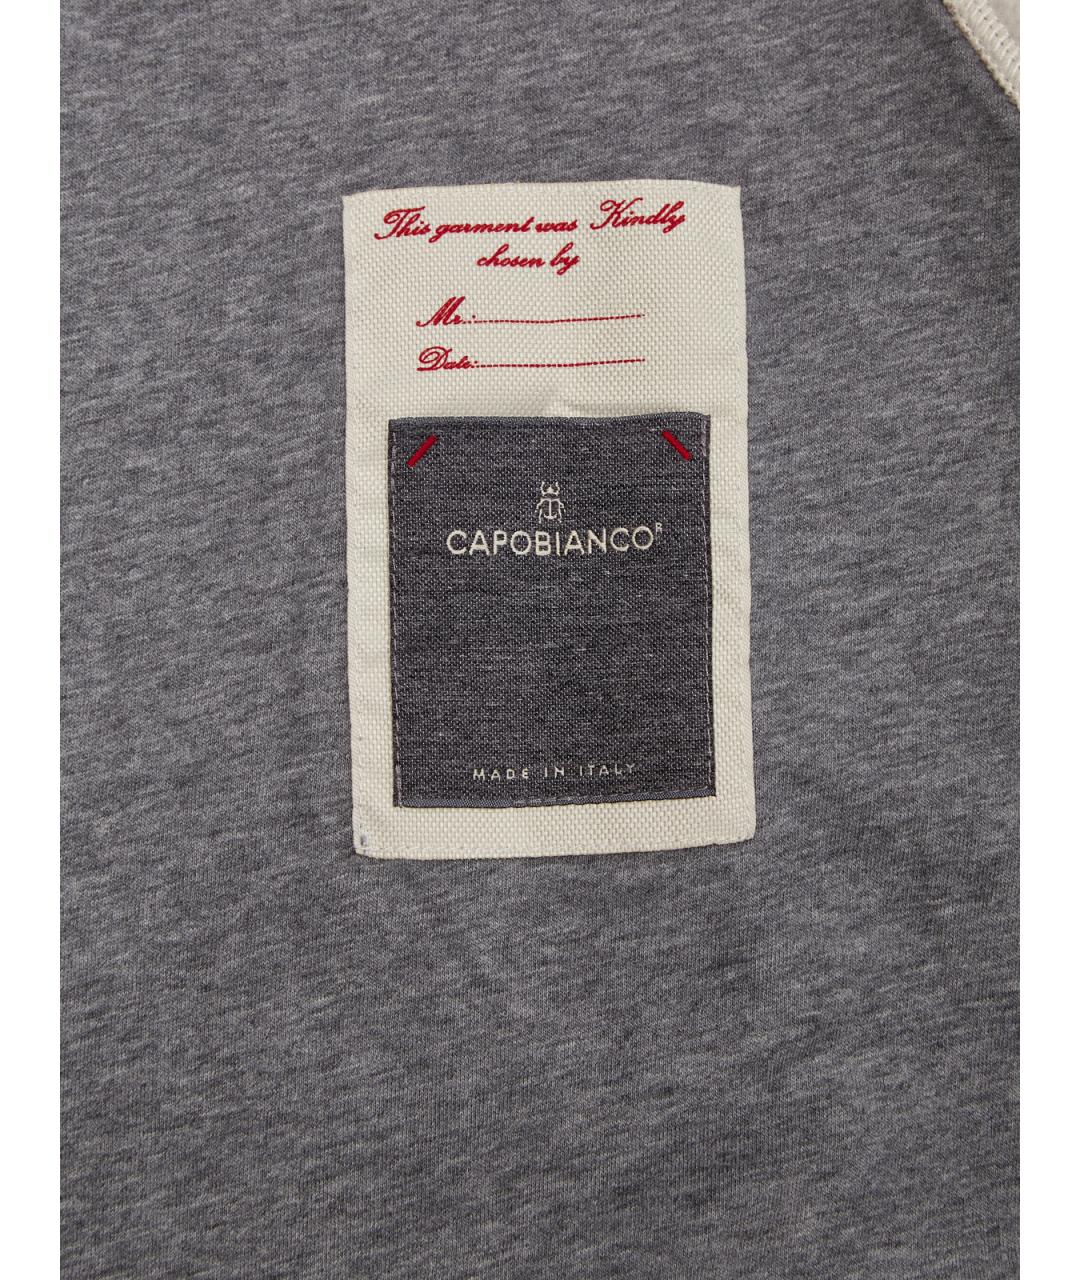 This garment was Kindly
chosen by
Mr.:
Date:
CAPOBIANCO®
MADE IN ITALY